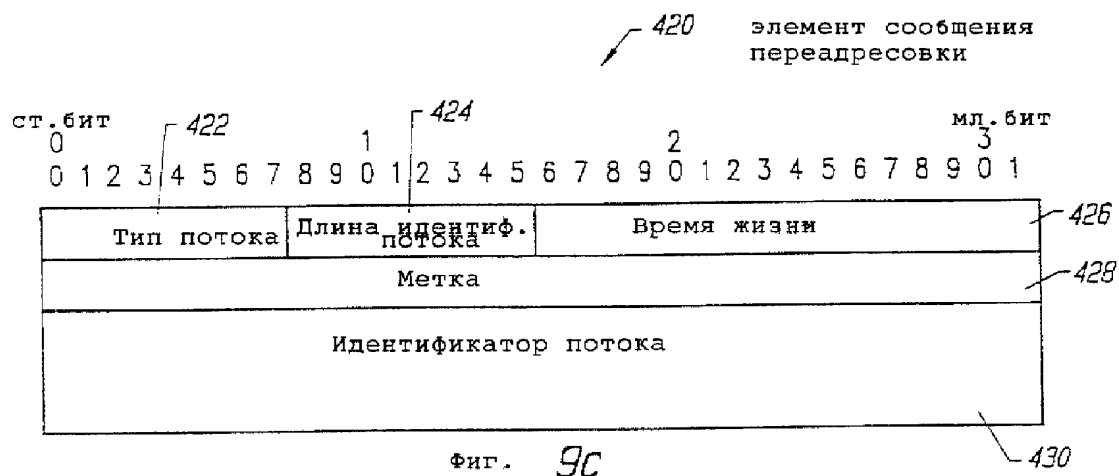 420 элемент сообщения
переадресовки
ст.бит 422 424 мл.бит
0 1 2 3
0 1 2 3 4 5 6 7 8 9 0 1 2 3 4 5 6 7 8 9 0 1 2 3 4 5 6 7 8 9 0 1
Тип потока Длина идентиф. потока Время жизни 426
Метка 428
Идентификатор потока
430
Фиг. 9c